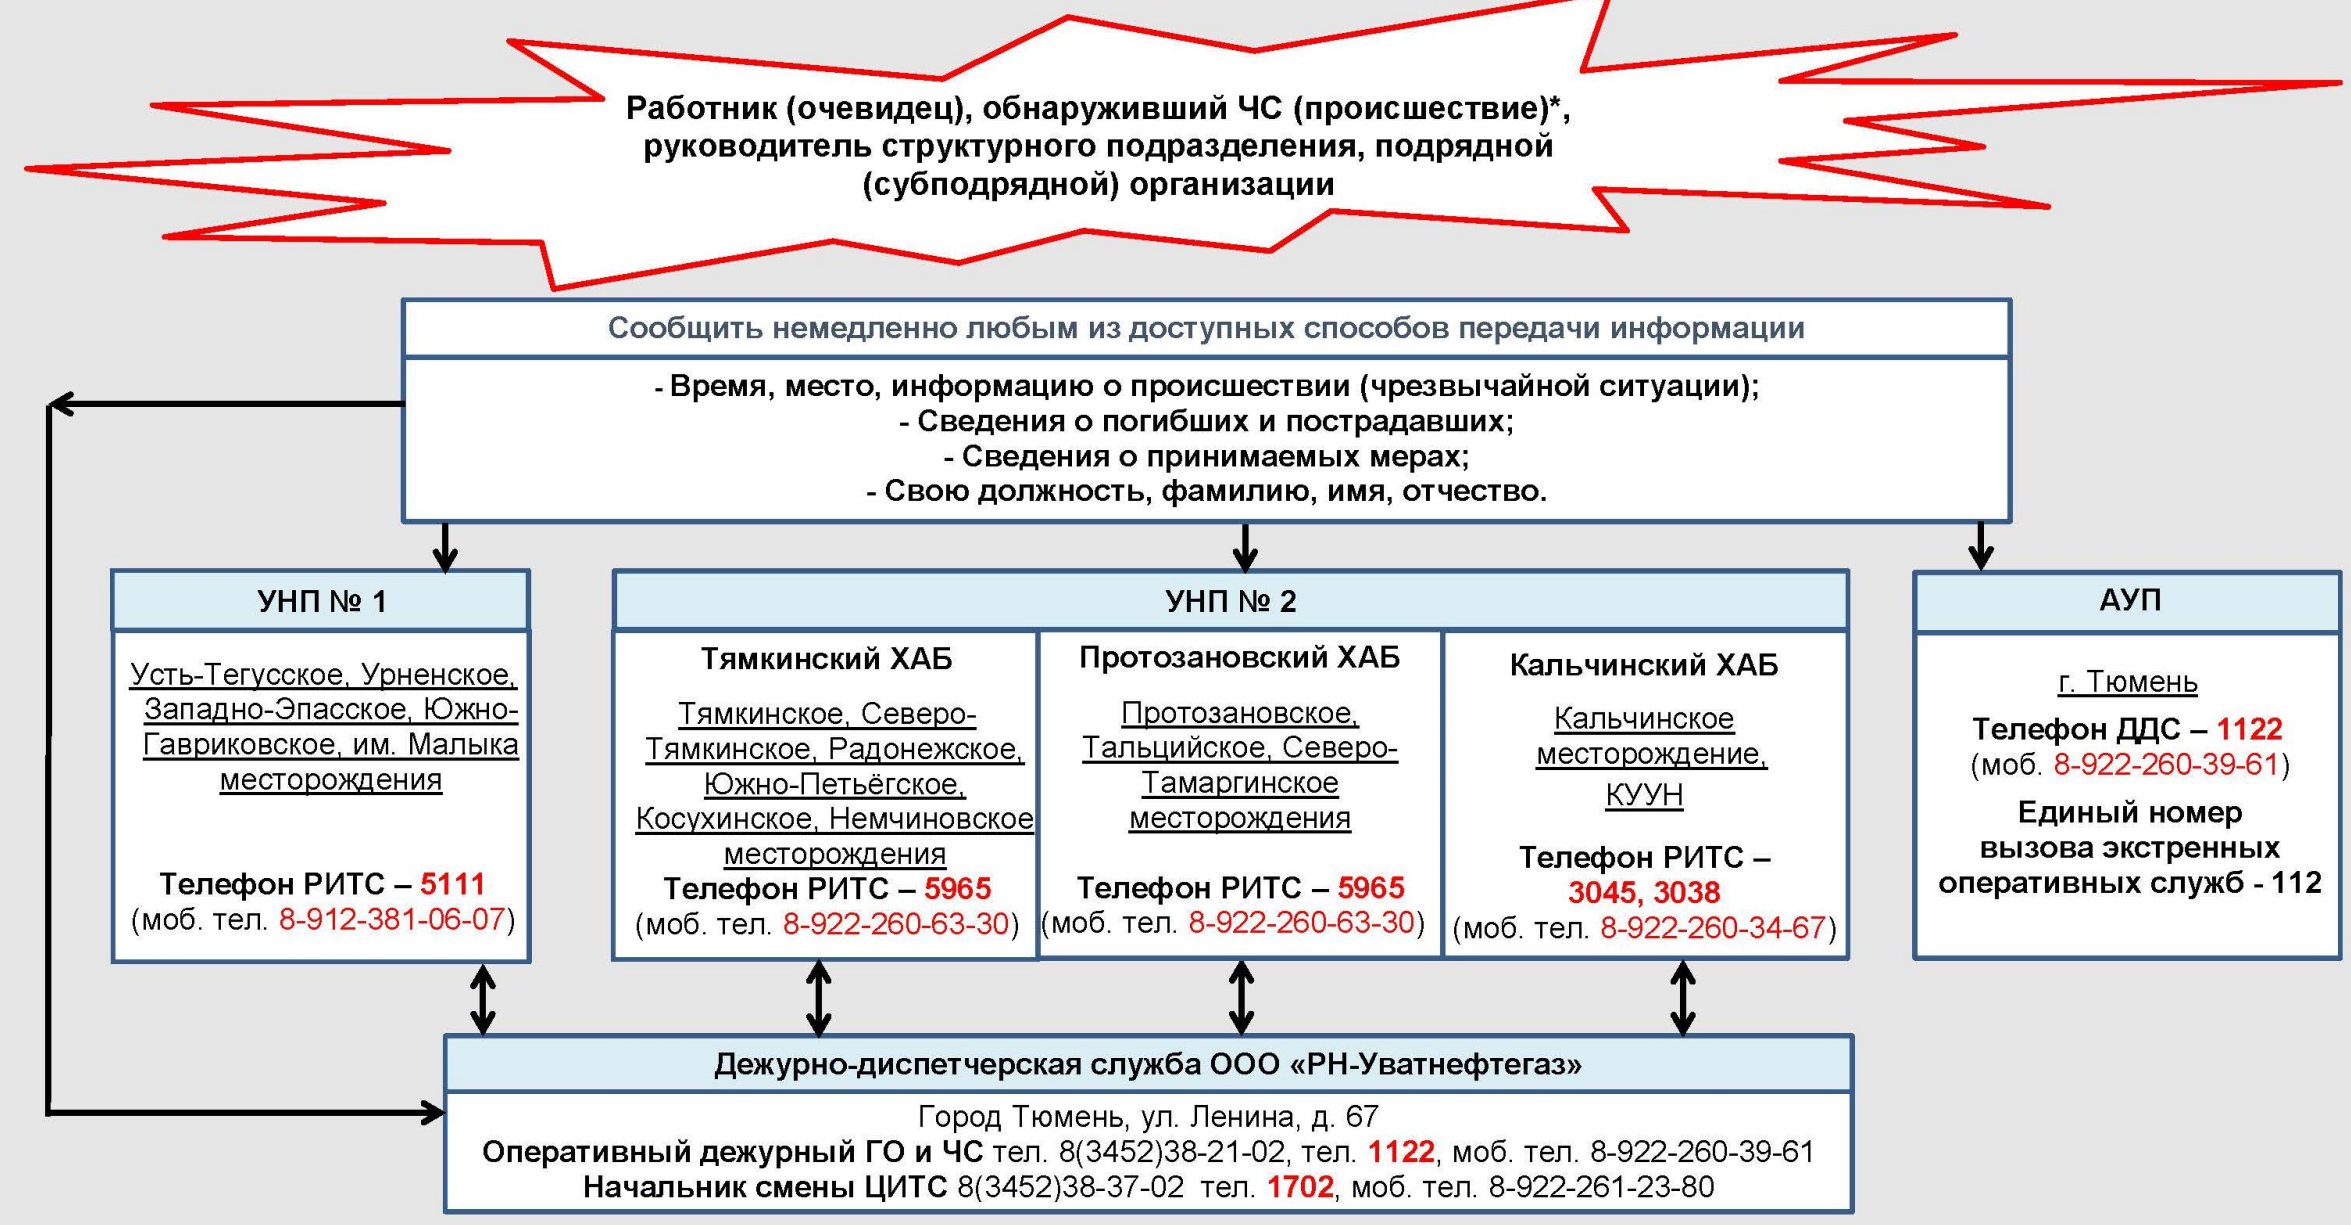 Работник (очевидец), обнаруживший ЧС (происшествие)*,
руководитель структурного подразделения, подрядной
(субподрядной) организации
Сообщить немедленно любым из доступных способов передачи информации
- Время, место, информацию о происшествии (чрезвычайной ситуации);
- Сведения о погибших и пострадавших;
- Сведения о принимаемых мерах;
- Свою должность, фамилию, имя, отчество.
УНП № 1
Усть-Тегусское, Урненское,
Западно-Эпасское, Южно-
Гавриковское, им. Малыка
месторождения
Телефон РИТС – 5111
(моб. тел. 8-912-381-06-07)
УНП № 2
Тямкинский ХАБ
Тямкинское, Северо-
Тямкинское, Радонежское,
Южно-Петьёгское,
Косухинское, Немчиновское
месторождения
Телефон РИТС – 5965
(моб. тел. 8-922-260-63-30)
Протозановский ХАБ
Протозановское,
Тальцийское, Северо-
Тамаргинское
месторождения
Телефон РИТС – 5965
(моб. тел. 8-922-260-63-30)
Кальчинский ХАБ
Кальчинское
месторождение,
КУУН
Телефон РИТС –
3045, 3038
(моб. тел. 8-922-260-34-67)
АУП
г. Тюмень
Телефон ДДС – 1122
(моб. 8-922-260-39-61)
Единый номер
вызова экстренных
оперативных служб - 112
Дежурно-диспетчерская служба ООО «РН-Уватнефтегаз»
Город Тюмень, ул. Ленина, д. 67
Оперативный дежурный ГО и ЧС тел. 8(3452)38-21-02, тел. 1122, моб. тел. 8-922-260-39-61
Начальник смены ЦИТС 8(3452)38-37-02 тел. 1702, моб. тел. 8-922-261-23-80